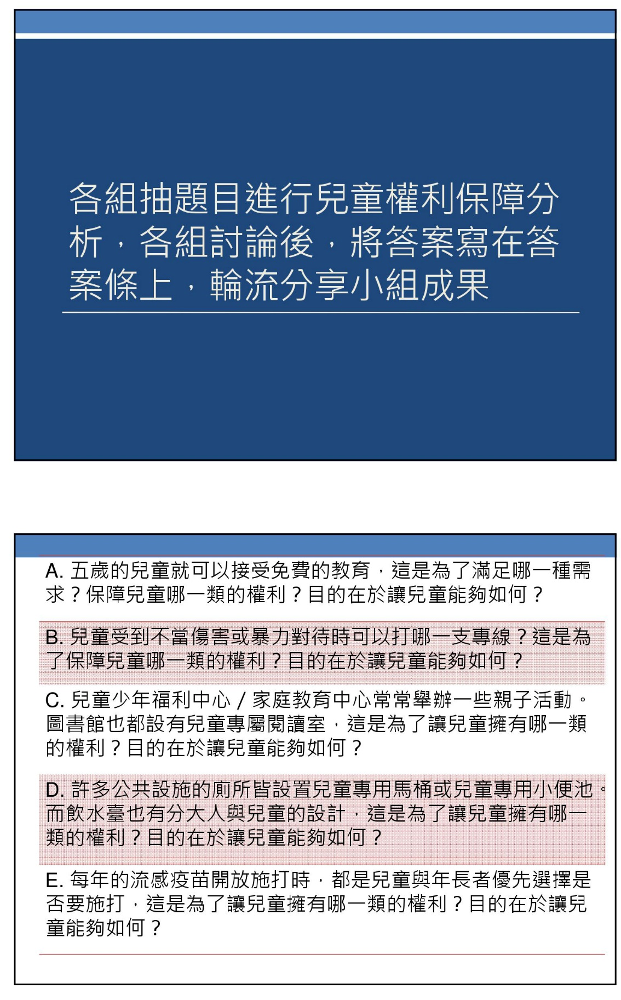 各組抽題目進行兒童權利保障分
析，各組討論後，將答案寫在答
案條上，輪流分享小組成果
A. 五歲的兒童就可以接受免費的教育，這是為了滿足哪一種需
求？保障兒童哪一類的權利？目的在於讓兒童能夠如何？
B. 兒童受到不當傷害或暴力對待時可以打哪一支專線？這是為
了保障兒童哪一類的權利？目的在於讓兒童能夠如何？
C. 兒童少年福利中心 / 家庭教育中心常常舉辦一些親子活動。
圖書館也都設有兒童專屬閱讀室，這是為了讓兒童擁有哪一類
的權利？目的在於讓兒童能夠如何？
D. 許多公共設施的廁所皆設置兒童專用馬桶或兒童專用小便池。
而飲水臺也有分大人與兒童的設計，這是為了讓兒童擁有哪一
類的權利？目的在於讓兒童能夠如何？
E. 每年的流感疫苗開放施打時，都是兒童與年長者優先選擇是
否要施打，這是為了讓兒童擁有哪一類的權利？目的在於讓兒
童能夠如何？